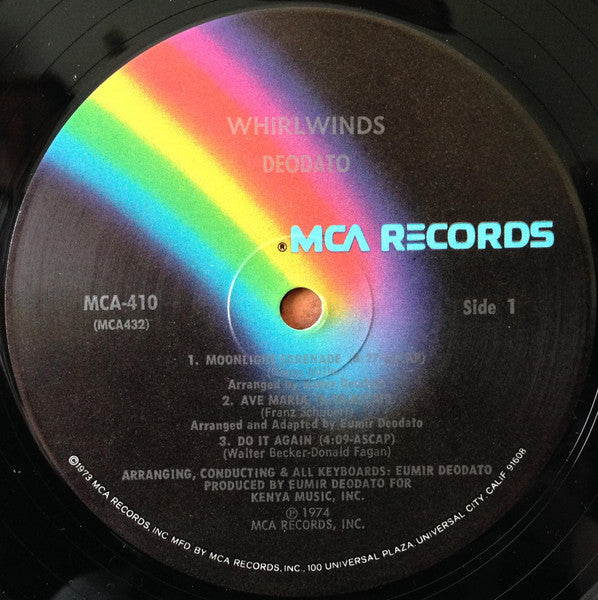 WHIRLWINDS
DEODATO
® MCA RECORDS
MCA-410
(MCA432)
Side 1
1. MOONLIGHT SERENADE
Arranged by
2. AVE MARIA
(Franz Schubert)
Arranged and Adapted by Eumir Deodato
3. DO IT AGAIN (4:09-ASCAP)
(Walter Becker-Donald Fagan)
ARRANGING, CONDUCTING & ALL KEYBOARDS: EUMIR DEODATO
PRODUCED BY EUMIR DEODATO FOR
KENYA MUSIC, INC.
℗ 1974
MCA RECORDS, INC.
©1973 MCA RECORDS, INC MFD. BY MCA RECORDS, INC., 100 UNIVERSAL PLAZA, UNIVERSAL CITY, CALIF. 91608